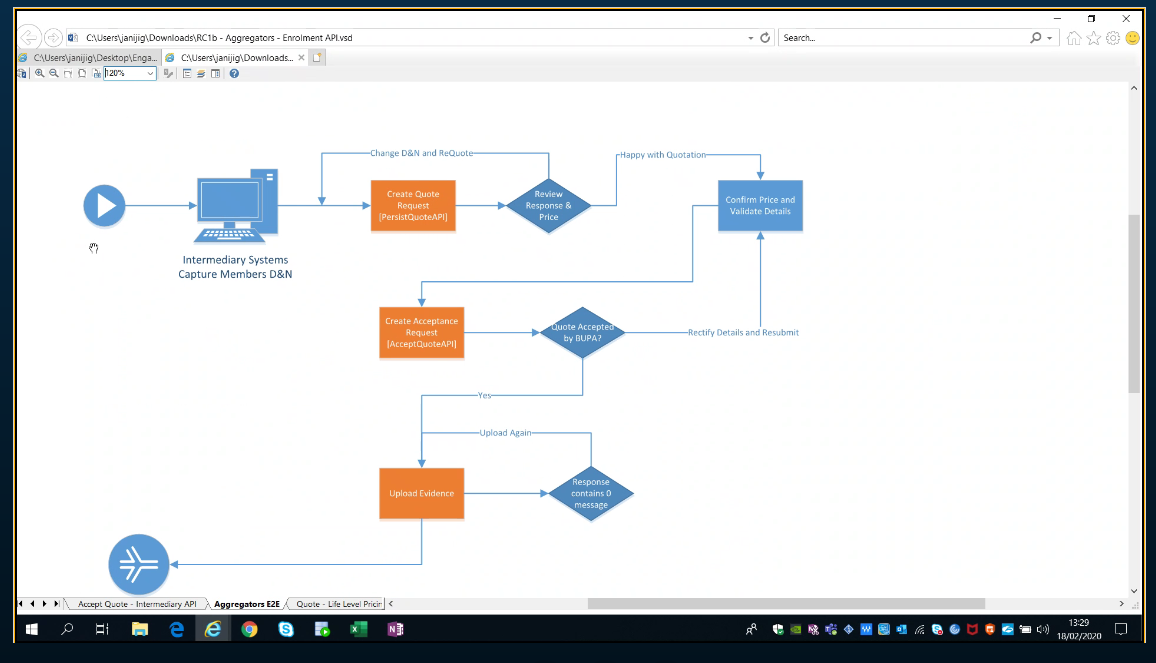 C:\Users\janijig\Downloads\RC1b - Aggregators - Enrolment API.vsd
Search...
C:\Users\janijig\Desktop\Enga...
C:\Users\janijig\Downloads...
120%
Change D&N and ReQuote
Happy with Quotation
Create Quote
Request
[PersistQuoteAPI]
Review
Response &
Price
Confirm Price and
Validate Details
Intermediary Systems
Capture Members D&N
Create Acceptance
Request
[AcceptQuoteAPI]
Quote Accepted
by BUPA?
Rectify Details and Resubmit
Yes
Upload Again
Upload Evidence
Response
contains 0
message
Accept Quote - Intermediary API
Aggregators E2E
Quote - Life Level Pricin
13:29
18/02/2020